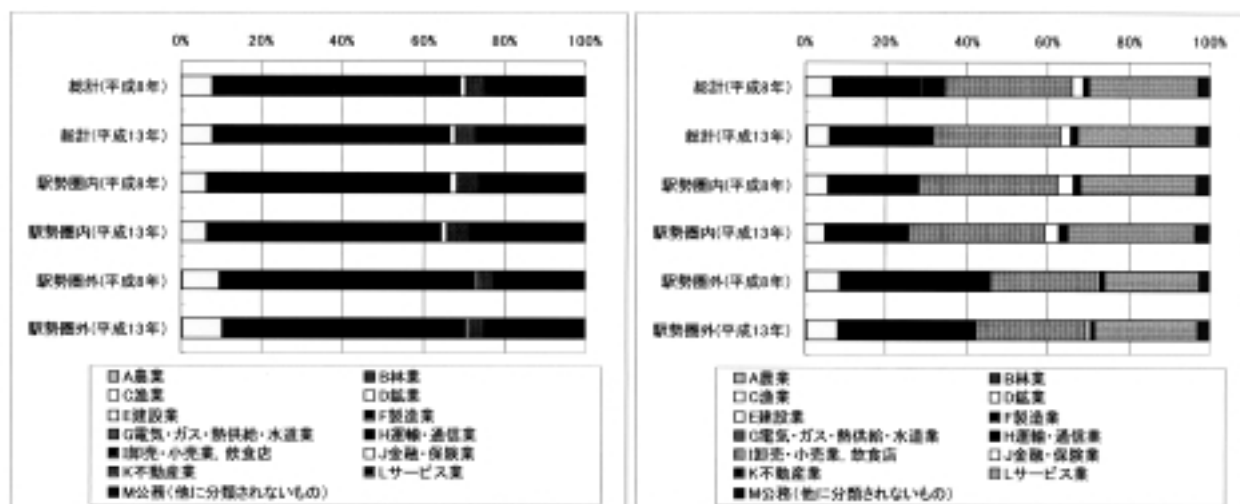 0% 20% 40% 60% 80% 100%
総計(平成8年)
総計(平成13年)
駅勢圏内(平成8年)
駅勢圏内(平成13年)
駅勢圏外(平成8年)
駅勢圏外(平成13年)
A農業 B林業
C漁業 D鉱業
E建設業 F製造業
G電気・ガス・熱供給・水道業 H運輸・通信業
I卸売・小売業、飲食店 J金融・保険業
K不動産業 Lサービス業
M公務(他に分類されないもの)
0% 20% 40% 60% 80% 100%
総計(平成8年)
総計(平成13年)
駅勢圏内(平成8年)
駅勢圏内(平成13年)
駅勢圏外(平成8年)
駅勢圏外(平成13年)
A農業 B林業
C漁業 D鉱業
E建設業 F製造業
G電気・ガス・熱供給・水道業 H運輸・通信業
I卸売・小売業、飲食店 J金融・保険業
K不動産業 Lサービス業
M公務(他に分類されないもの)